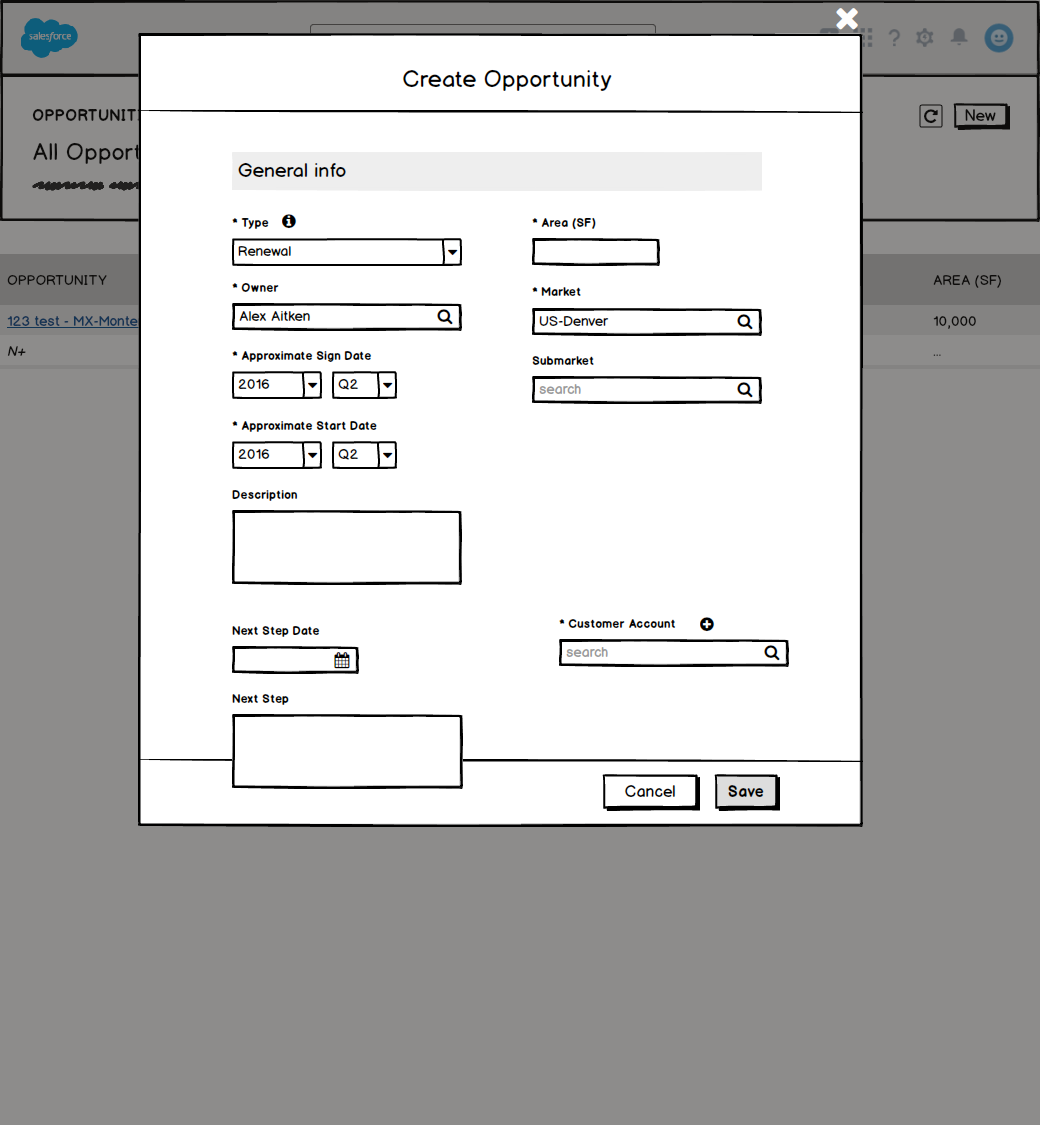 salesforce
Create Opportunity
OPPORTUNIT
New
All Opport
General info
* Type
* Area (SF)
Renewal
OPPORTUNITY
AREA (SF)
* Owner
* Market
Alex Aitken
US-Denver
123 test - MX-Monte
10,000
N+
...
* Approximate Sign Date
Submarket
2016
Q2
search
* Approximate Start Date
2016
Q2
Description
Next Step Date
* Customer Account
search
Next Step
Cancel
Save